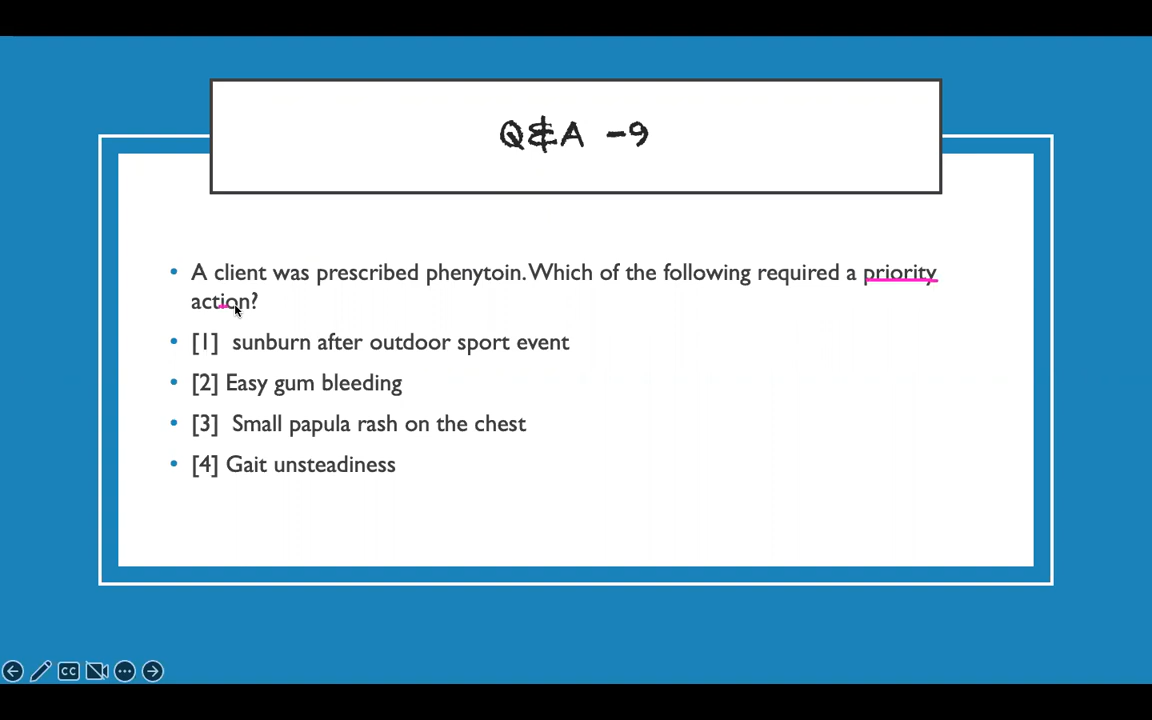 Q&A -9
• A client was prescribed phenytoin. Which of the following required a priority
action?
• [1] sunburn after outdoor sport event
• [2] Easy gum bleeding
• [3] Small papula rash on the chest
• [4] Gait unsteadiness
CC